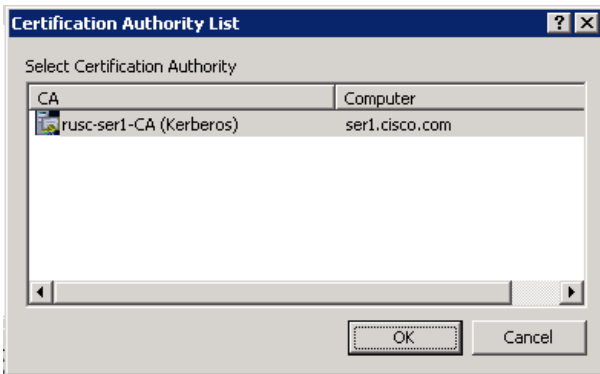 Certification Authority List
Select Certification Authority
CA Computer
rusc-ser1-CA (Kerberos) ser1.cisco.com
OK Cancel